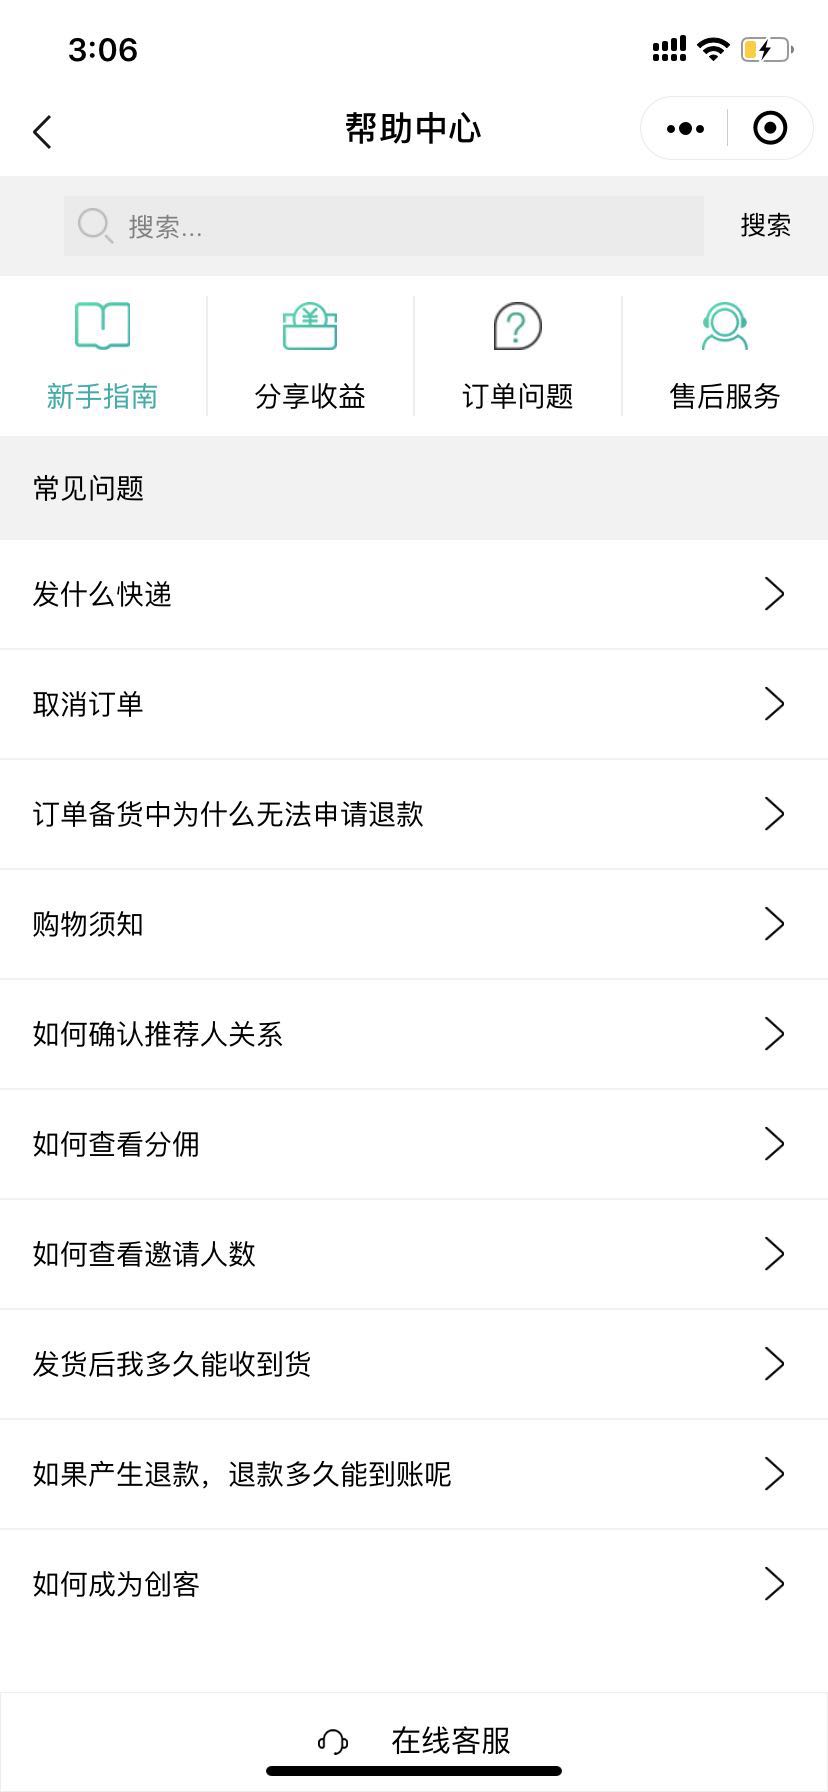 3:06
帮助中心
搜索...
搜索
新手指南
分享收益
订单问题
售后服务
常见问题
发什么快递
取消订单
订单备货中为什么无法申请退款
购物须知
如何确认推荐人关系
如何查看分佣
如何查看邀请人数
发货后我多久能收到货
如果产生退款，退款多久能到账呢
如何成为创客
在线客服